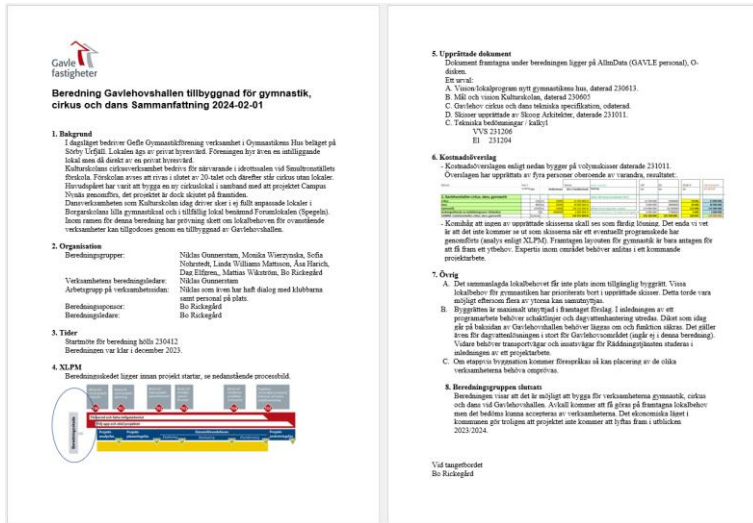 Gavle
fastigheter
Beredning Gavlehovshallen tillbyggnad för gymnastik,
cirkus och dans Sammanfattning 2024-02-01
1. Bakgrund
I dagsläget bedriver Gefle Gymnastikförening verksamhet i Gymnastikens Hus beläget på
Sörby Urfjäll. Lokalen ägs av privat hyresvärd. Föreningen hyr även en intilliggande
lokal men då direkt av en privat hyresvärd.
Kulturskolans cirkusverksamhet bedrivs för närvarande i idrottssalen vid Smultronställets
förskola. Förskolan avses att rivas i slutet av 20-talet och därefter står cirkus utan lokaler.
Huvudspåret har varit att bygga en ny cirkuslokal i samband med att projektet Campus
Nynäs genomförs, det projektet är dock skjutet på framtiden.
Dansverksamheten som Kulturskolan idag driver sker i ej fullt anpassade lokaler i
Borgarskolans lilla gymnastiksal och i tillfällig lokal benämnd Forumlokalen (Spegeln).
Inom ramen för denna beredning har prövning skett om lokalbehoven för ovanstående
verksamheter kan tillgodoses genom en tillbyggnad av Gavlehovshallen.
2. Organisation
Beredningsgrupper: Niklas Gunnerstam, Monika Wierzynska, Sofia
Nohrstedt, Linda Williams Mattsson, Åsa Harich,
Dag Elfgren, Mattias Wikström, Bo Rickegård
Verksamhetens beredningsledare: Niklas Gunnerstam
Arbetsgrupp på verksamhetssidan: Niklas som även har haft dialog med klubbarna
samt personal på plats.
Beredningssponsor: Bo Rickegård
Beredningsledare: Bo Rickegård
3. Tider
Startmöte för beredning hölls 230412
Beredningen var klar i december 2023.
4. XLPM
Beredningsskedet ligger innan projekt startar, se nedanstående processbild.
5. Upprättade dokument
Dokument framtagna under beredningen ligger på AllmData (GAVLE personal), O-
disken.
Ett urval:
A. Vision/lokalprogram nytt gymnastikens hus, daterad 230613.
B. Mål och vision Kulturskolan, daterad 230605
C. Gavlehov cirkus och dans teknisk specifikation, odaterad.
D. Skisser upprättade av Skoog Arkitekter, daterade 231011.
C. Tekniska bedömningar / kalkyl
VVS 231206
El 231204
6. Kostnadsöverslag
- Kostnadsöverslagen enligt nedan bygger på volymskisser daterade 231011.
Överslagen har upprättats av fyra personer oberoende av varandra, resultatet:
- Komihåg att ingen av upprättade skisserna skall ses som färdig lösning. Det enda vi vet
är att det inte kommer se ut som skisserna när ett eventuellt programskede har
genomförts (analys enligt XLPM). Framtagen layouten för gymnastik är bara antagen för
att få fram ett ytbehov. Expertis inom området behöver anlitas i ett kommande
projektarbete.
7. Övrig
A. Det sammanlagda lokalbehovet får inte plats inom tillgänglig byggrätt. Vissa
lokalbehov för gymnastiken har prioriterats bort i upprättade skisser. Detta torde vara
möjligt eftersom flera av ytorna kan samutnyttjas.
B. Byggrätten är maximalt utnyttjad i framtaget förslag. I inledningen av ett
programarbete behöver schaktlinger och dagvattenhantering utredas. Diket som idag
går på baksidan av Gavlehovshallen behöver läggas om och funktion säkras. Det gäller
även för dagvattenlösningen i stort för Gavlehovsområdet (ingår ej i denna beredning).
Vidare behöver transportvägar och insatsvägar för Räddningstjänsten studeras i
inledningen av ett projektarbete.
C. Om etappvis byggnation kommer förespråkas så kan placering av de olika
verksamheterna behöva omprövas.
8. Beredningsgruppen slutsats
Beredningen visar att det är möjligt att bygga för verksamheterna gymnastik, cirkus
och dans vid Gavlehovshallen. Avkall kommer att få göras på framtagna lokalbehov
men det bedöms kunna accepteras av verksamheterna. Det ekonomiska läget i
kommunen gör troligen att projektet inte kommer att lyftas fram i utblicken
2023/2024.
Vid tangentbordet
Bo Rickegård